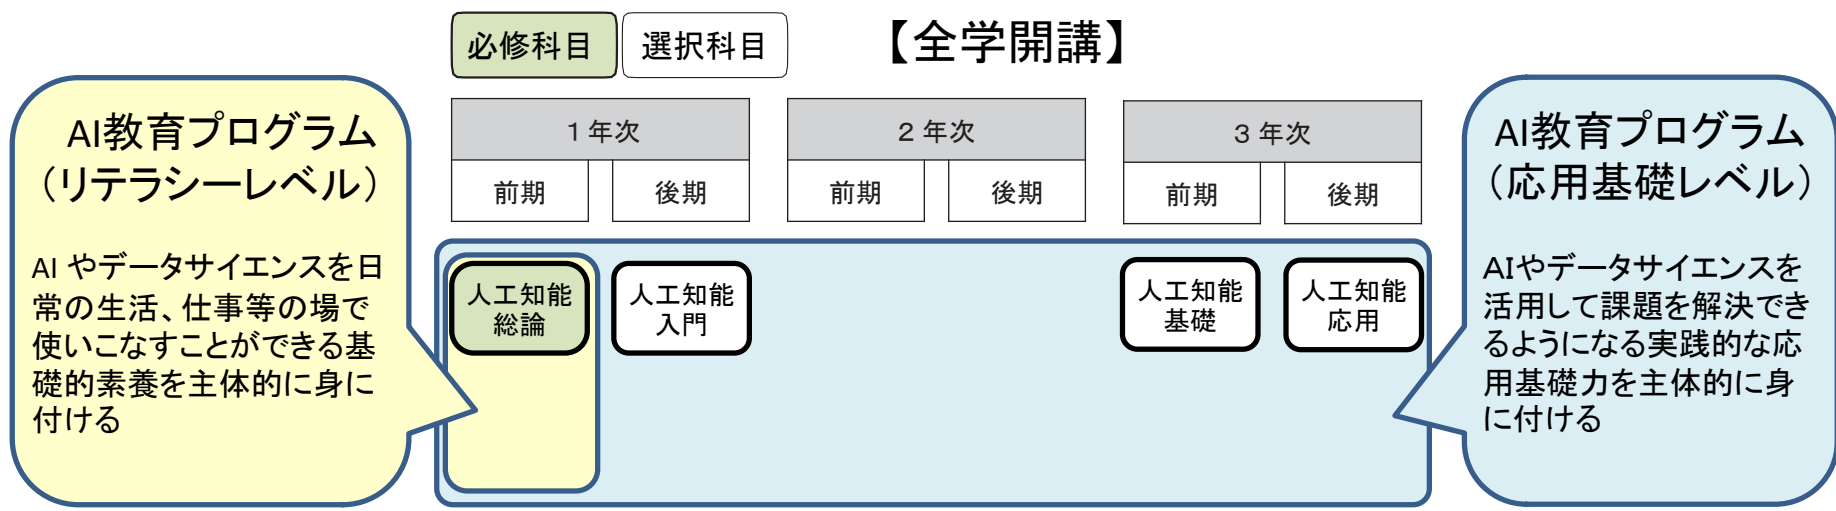 必修科目
選択科目
【全学開講】
AI教育プログラム
（リテラシーレベル）
AI やデータサイエンスを日
常の生活、仕事等の場で
使いこなすことができる基
礎的素養を主体的に身に
付ける
１年次
前期
後期
２年次
前期
後期
３年次
前期
後期
人工知能
総論
人工知能
入門
人工知能
基礎
人工知能
応用
AI教育プログラム
（応用基礎レベル）
AIやデータサイエンスを
活用して課題を解決でき
るようになる実践的な応
用基礎力を主体的に身
に付ける